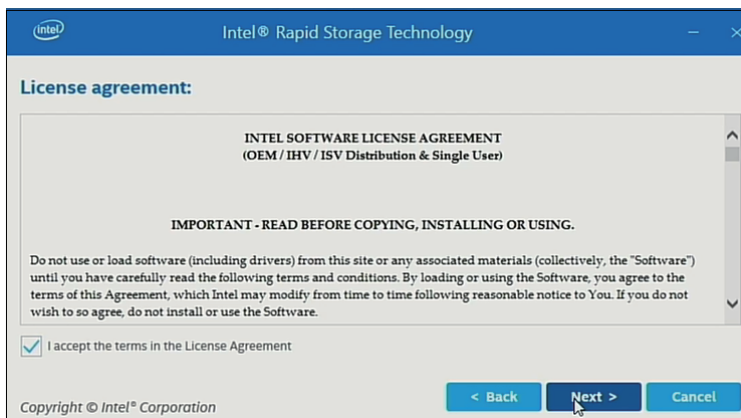 intel
Intel® Rapid Storage Technology
License agreement:
INTEL SOFTWARE LICENSE AGREEMENT
(OEM / IHV / ISV Distribution & Single User)
IMPORTANT - READ BEFORE COPYING, INSTALLING OR USING.
Do not use or load software (including drivers) from this site or any associated materials (collectively, the "Software")
until you have carefully read the following terms and conditions. By loading or using the Software, you agree to the
terms of this Agreement, which Intel may modify from time to time following reasonable notice to You. If you do not
wish to so agree, do not install or use the Software.
I accept the terms in the License Agreement
< Back
Next >
Cancel
Copyright © Intel® Corporation